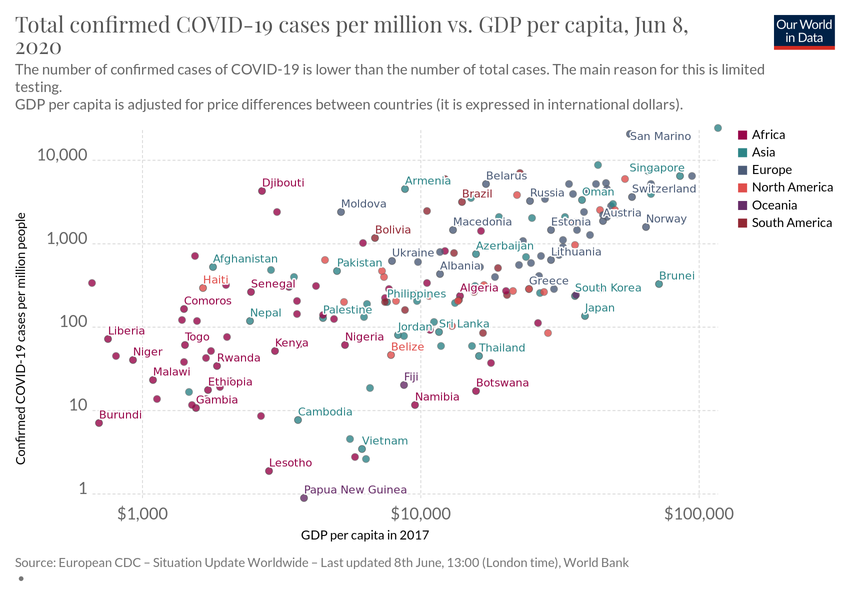 Total confirmed COVID-19 cases per million vs. GDP per capita, Jun 8,
2020
Our World
in Data
The number of confirmed cases of COVID-19 is lower than the number of total cases. The main reason for this is limited
testing.
GDP per capita is adjusted for price differences between countries (it is expressed in international dollars).
Africa
Asia
Europe
North America
Oceania
South America
Confirmed COVID-19 cases per million people
10,000
1,000
100
10
1
San Marino
Singapore
Djibouti
Armenia
Belarus
Brazil
Russia
Oman
Switzerland
Moldova
Austria
Norway
Bolivia
Macedonia
Estonia
Ukraine
Azerbaijan
Lithuania
Afghanistan
Pakistan
Albania
Haiti
Senegal
Philippines
Algeria
Greece
South Korea
Brunei
Comoros
Nepal
Palestine
Japan
Liberia
Togo
Kenya
Nigeria
Jordan
Sri Lanka
Niger
Rwanda
Belize
Thailand
Malawi
Ethiopia
Fiji
Botswana
Gambia
Namibia
Burundi
Cambodia
Vietnam
Lesotho
Papua New Guinea
$1,000
$10,000
$100,000
GDP per capita in 2017
Source: European CDC – Situation Update Worldwide – Last updated 8th June, 13:00 (London time), World Bank